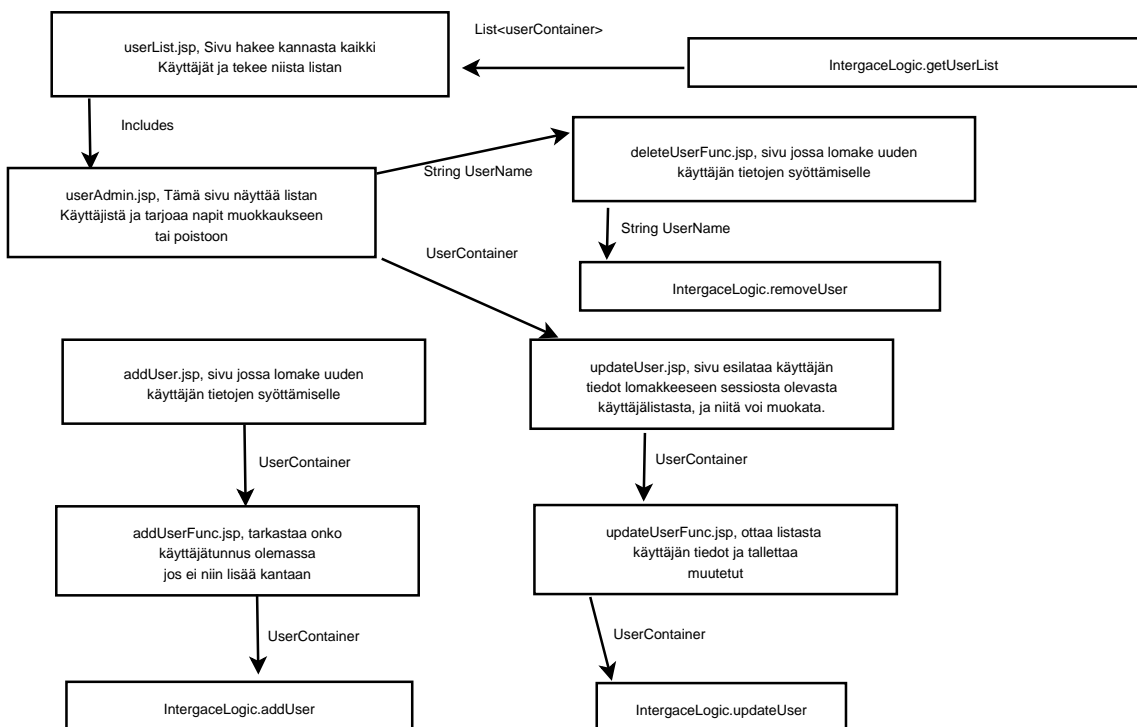 List<userContainer>
userList.jsp, Sivu hakee kannasta kaikki
Käyttäjät ja tekee niista listan
IntergaceLogic.getUserList
Includes
deleteUserFunc.jsp, sivu jossa lomake uuden
käyttäjän tietojen syöttämiselle
String UserName
userAdmin.jsp, Tämä sivu näyttää listan
Käyttäjistä ja tarjoaa napit muokkaukseen
tai poistoon
String UserName
UserContainer
IntergaceLogic.removeUser
addUser.jsp, sivu jossa lomake uuden
käyttäjän tietojen syöttämiselle
updateUser.jsp, sivu esilataa käyttäjän
tiedot lomakkeeseen sessiosta olevasta
käyttäjälistasta, ja niitä voi muokata.
UserContainer
UserContainer
addUserFunc.jsp, tarkastaa onko
käyttäjätunnus olemassa
jos ei niin lisää kantaan
updateUserFunc.jsp, ottaa listasta
käyttäjän tiedot ja tallettaa
muutetut
UserContainer
UserContainer
IntergaceLogic.addUser
IntergaceLogic.updateUser